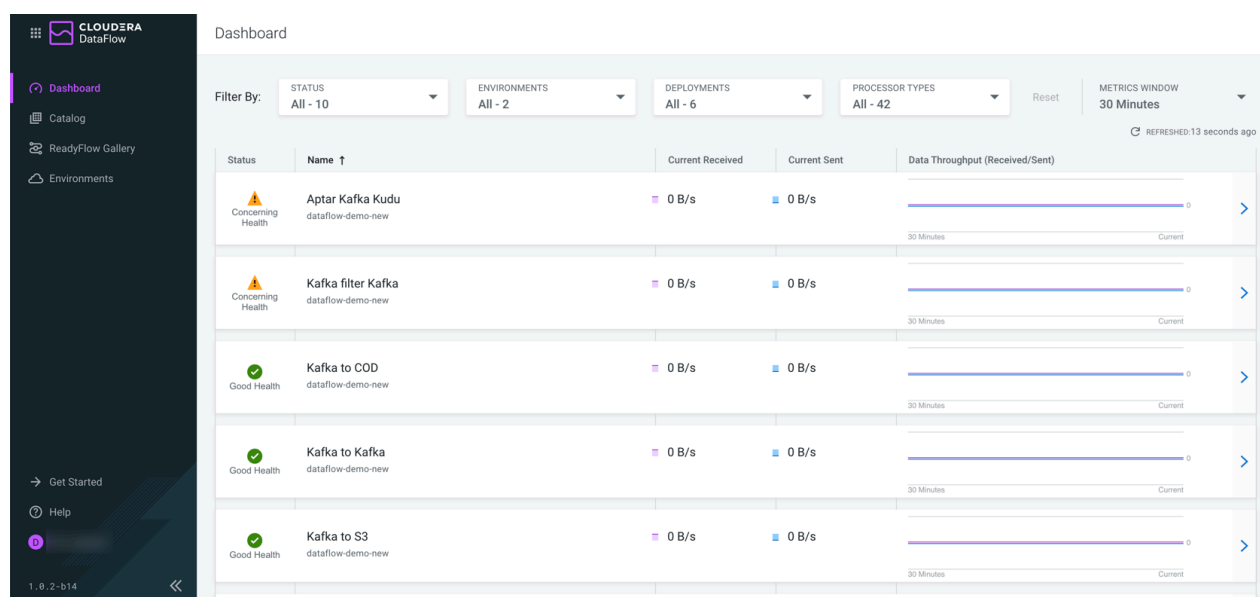 CLOUDERA
DataFlow
Dashboard
Dashboard
Catalog
ReadyFlow Gallery
Environments
Get Started
Help
D
1.0.2-b14
Filter By:
STATUS
All - 10
ENVIRONMENTS
All - 2
DEPLOYMENTS
All - 6
PROCESSOR TYPES
All - 42
Reset
METRICS WINDOW
30 Minutes
REFRESHED:13 seconds ago
Status Name Current Received Current Sent Data Throughput (Received/Sent)
Concerning
Health
Aptar Kafka Kudu
dataflow-demo-new
0 B/s 0 B/s
0
30 Minutes Current
Concerning
Health
Kafka filter Kafka
dataflow-demo-new
0 B/s 0 B/s
0
30 Minutes Current
Good Health
Kafka to COD
dataflow-demo-new
0 B/s 0 B/s
0
30 Minutes Current
Good Health
Kafka to Kafka
dataflow-demo-new
0 B/s 0 B/s
0
30 Minutes Current
Good Health
Kafka to S3
dataflow-demo-new
0 B/s 0 B/s
0
30 Minutes Current